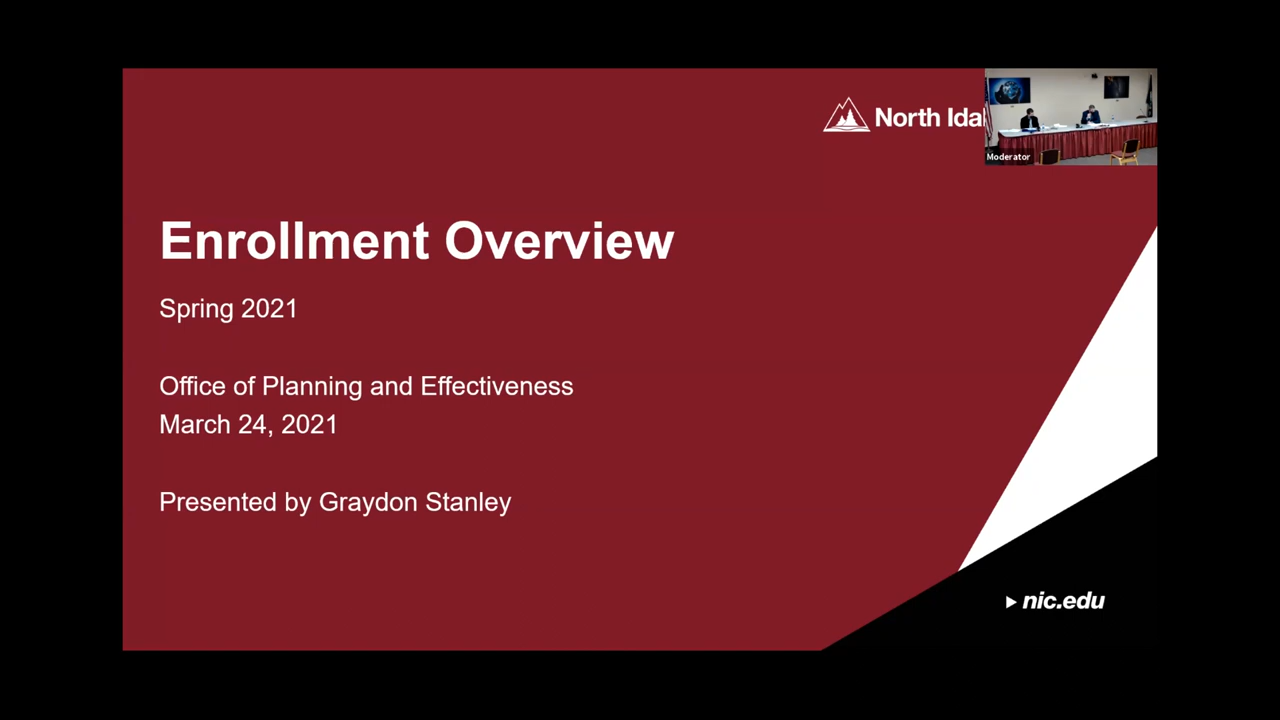 North Ida
Moderator
Enrollment Overview
Spring 2021
Office of Planning and Effectiveness
March 24, 2021
Presented by Graydon Stanley
nic.edu